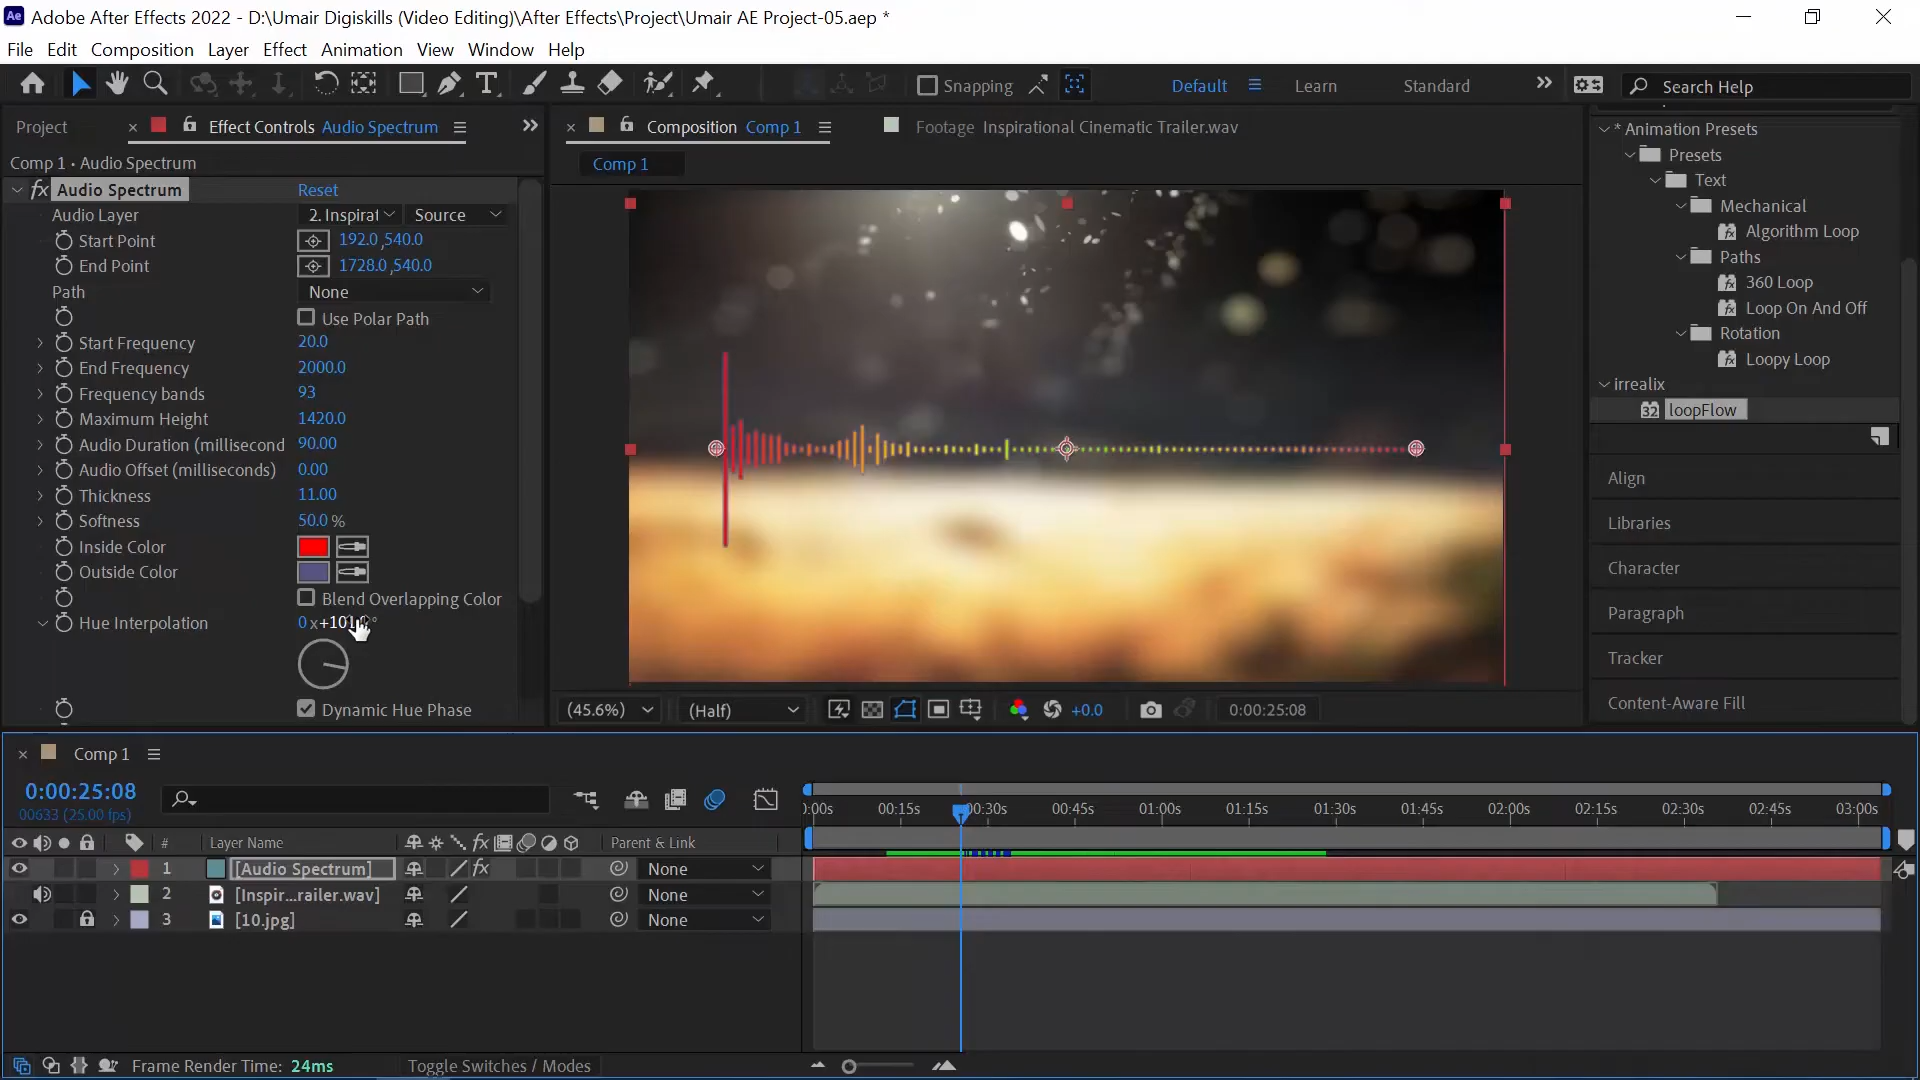 Adobe After Effects 2022 - D:\Umair Digiskills (Video Editing)\After Effects\Project\Umair AE Project-05.aep *
File Edit Composition Layer Effect Animation View Window Help
Snapping Default Learn Standard Search Help
Project Effect Controls Audio Spectrum
Comp 1 • Audio Spectrum
fx Audio Spectrum Reset
Audio Layer 2. Inspirat Source
Start Point 192.0,540.0
End Point 1728.0,540.0
Path None
Use Polar Path
Start Frequency 20.0
End Frequency 2000.0
Frequency bands 93
Maximum Height 1420.0
Audio Duration (millisecond 90.00
Audio Offset (milliseconds) 0.00
Thickness 11.00
Softness 50.0 %
Inside Color
Outside Color
Blend Overlapping Color
Hue Interpolation 0x+101
Dynamic Hue Phase
Composition Comp 1 Footage Inspirational Cinematic Trailer.wav
Comp 1
(45.6%) (Half) +0.0 0:00:25:08
* Animation Presets
Presets
Text
Mechanical
Algorithm Loop
Paths
360 Loop
Loop On And Off
Rotation
Loopy Loop
irrealix
32 loopFlow
Align
Libraries
Character
Paragraph
Tracker
Content-Aware Fill
Comp 1
0:00:25:08
00633 (25.00 fps)
:00s 00:15s 00:30s 00:45s 01:00s 01:15s 01:30s 01:45s 02:00s 02:15s 02:30s 02:45s 03:00s
# Layer Name fx Parent & Link
1 [Audio Spectrum] fx None
2 [Inspir...railer.wav] None
3 [10.jpg] None
Frame Render Time: 24ms Toggle Switches / Modes